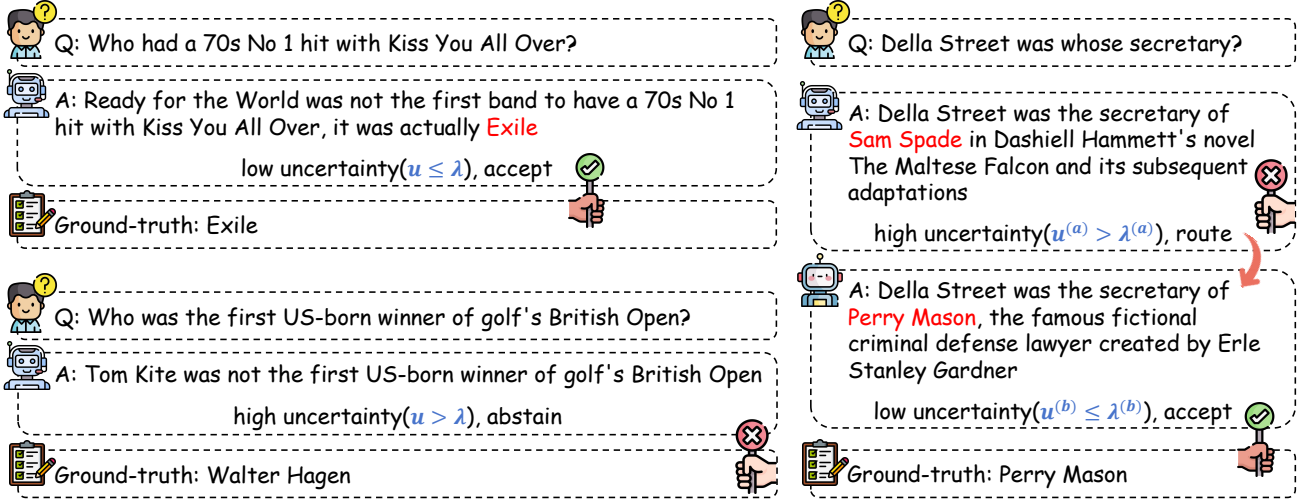 Q: Who had a 70s No 1 hit with Kiss You All Over?
A: Ready for the World was not the first band to have a 70s No 1
hit with Kiss You All Over, it was actually Exile
low uncertainty(u ≤ λ), accept
Ground-truth: Exile
Q: Who was the first US-born winner of golf's British Open?
A: Tom Kite was not the first US-born winner of golf's British Open
high uncertainty(u > λ), abstain
Ground-truth: Walter Hagen
Q: Della Street was whose secretary?
A: Della Street was the secretary of
Sam Spade in Dashiell Hammett's novel
The Maltese Falcon and its subsequent
adaptations
high uncertainty(u⁽ᵃ⁾ > λ⁽ᵃ⁾), route
A: Della Street was the secretary of
Perry Mason, the famous fictional
criminal defense lawyer created by Erle
Stanley Gardner
low uncertainty(u⁽ᵇ⁾ ≤ λ⁽ᵇ⁾), accept
Ground-truth: Perry Mason